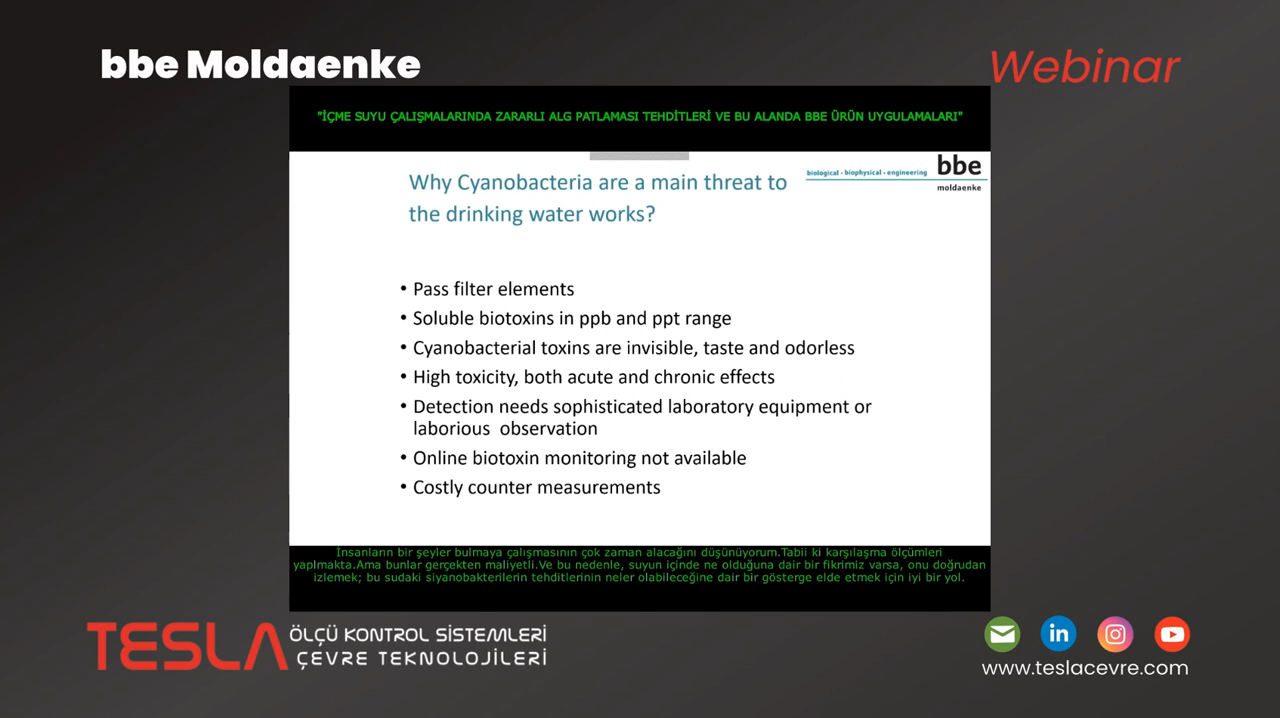 bbe Moldaenke
Webinar
"İÇME SUYU ÇALIŞMALARINDA ZARARLI ALG PATLAMASI TEHDİTLERİ VE BU ALANDA BBE ÜRÜN UYGULAMALARI"
Why Cyanobacteria are a main threat to
the drinking water works?
biological - biophysical - engineering
bbe
moldaenke
• Pass filter elements
• Soluble biotoxins in ppb and ppt range
• Cyanobacterial toxins are invisible, taste and odorless
• High toxicity, both acute and chronic effects
• Detection needs sophisticated laboratory equipment or
laborious observation
• Online biotoxin monitoring not available
• Costly counter measurements
İnsanların bir şeyler bulmaya çalışmasının çok zaman alacağını düşünüyorum.Tabii ki karşılaşma ölçümleri
yapılmakta.Ama bunlar gerçekten maliyetli.Ve bu nedenle, suyun içinde ne olduğuna dair bir fikrimiz varsa, onu doğrudan
izlemek; bu sudaki siyanobakterilerin tehditlerinin neler olabileceğine dair bir gösterge elde etmek için iyi bir yol.
TESLA
ÖLÇÜ KONTROL SİSTEMLERİ
ÇEVRE TEKNOLOJİLERİ
in
www.teslacevre.com